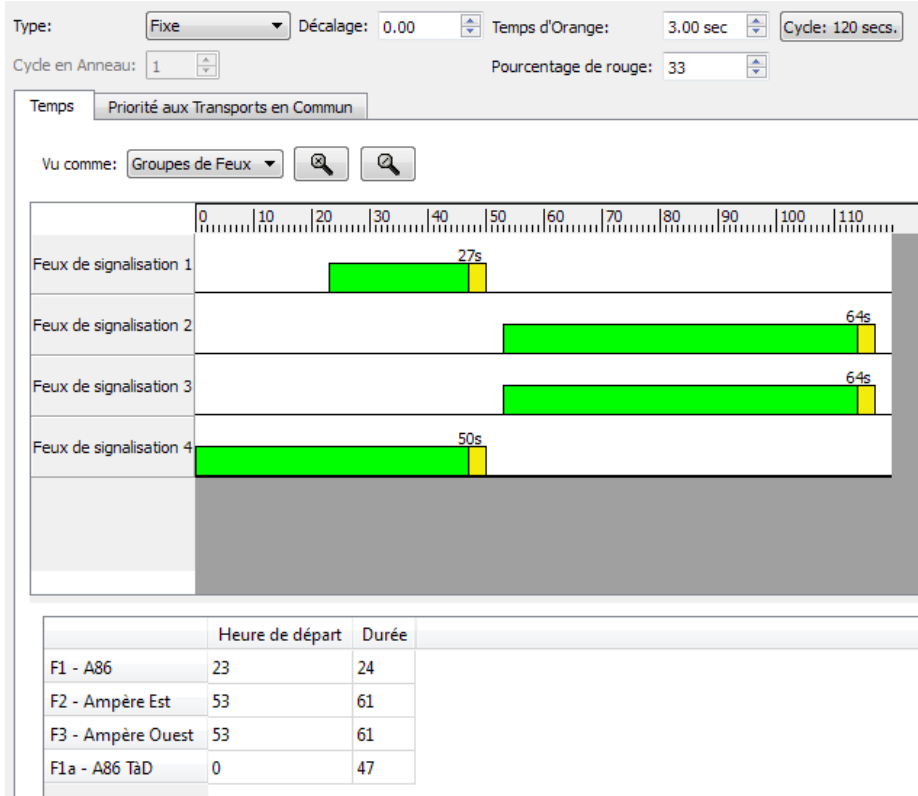 Type: Fixe Décalage: 0.00 Temps d'Orange: 3.00 sec Cycle: 120 secs.
Cycle en Anneau: 1 Pourcentage de rouge: 33
Temps Priorité aux Transports en Commun
Vu comme: Groupes de Feux
0 10 20 30 40 50 60 70 80 90 100 110
Feux de signalisation 1 27s
Feux de signalisation 2 64s
Feux de signalisation 3 64s
Feux de signalisation 4 50s
Heure de départ Durée
F1 - A86 23 24
F2 - Ampère Est 53 61
F3 - Ampère Ouest 53 61
F1a - A86 TàD 0 47